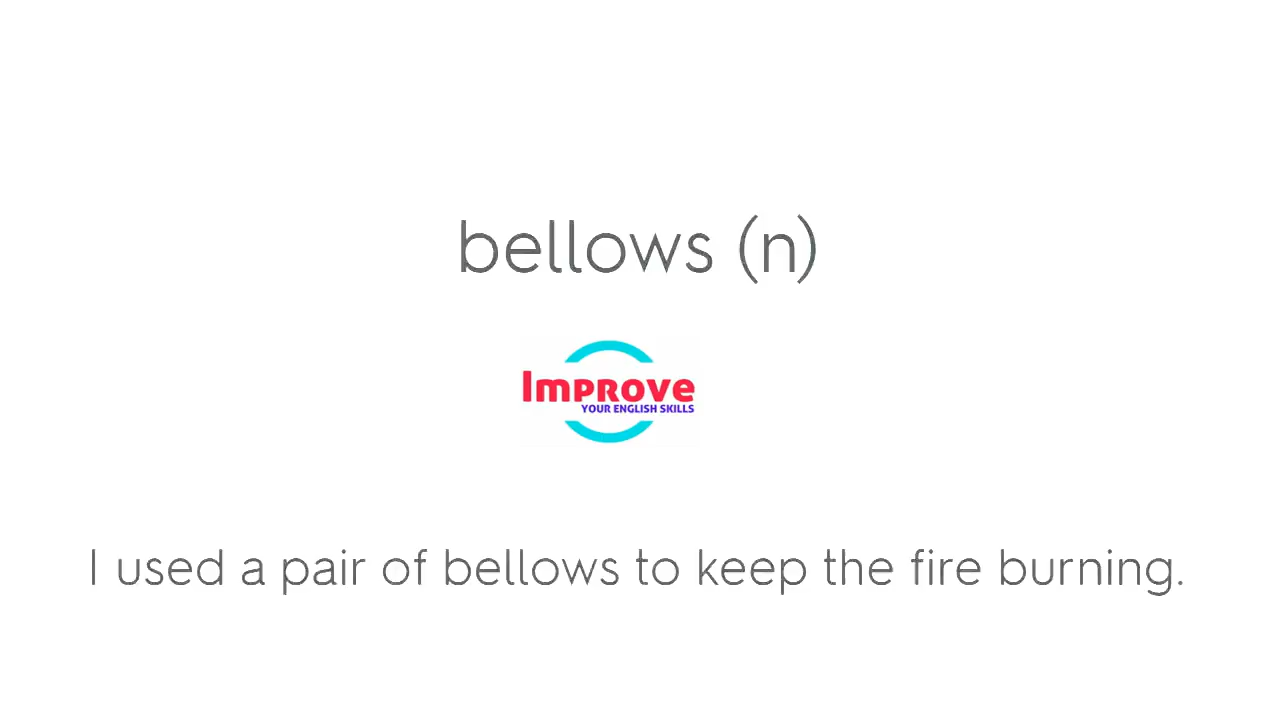 bellows (n)
Improve
YOUR ENGLISH SKILLS
I used a pair of bellows to keep the fire burning.